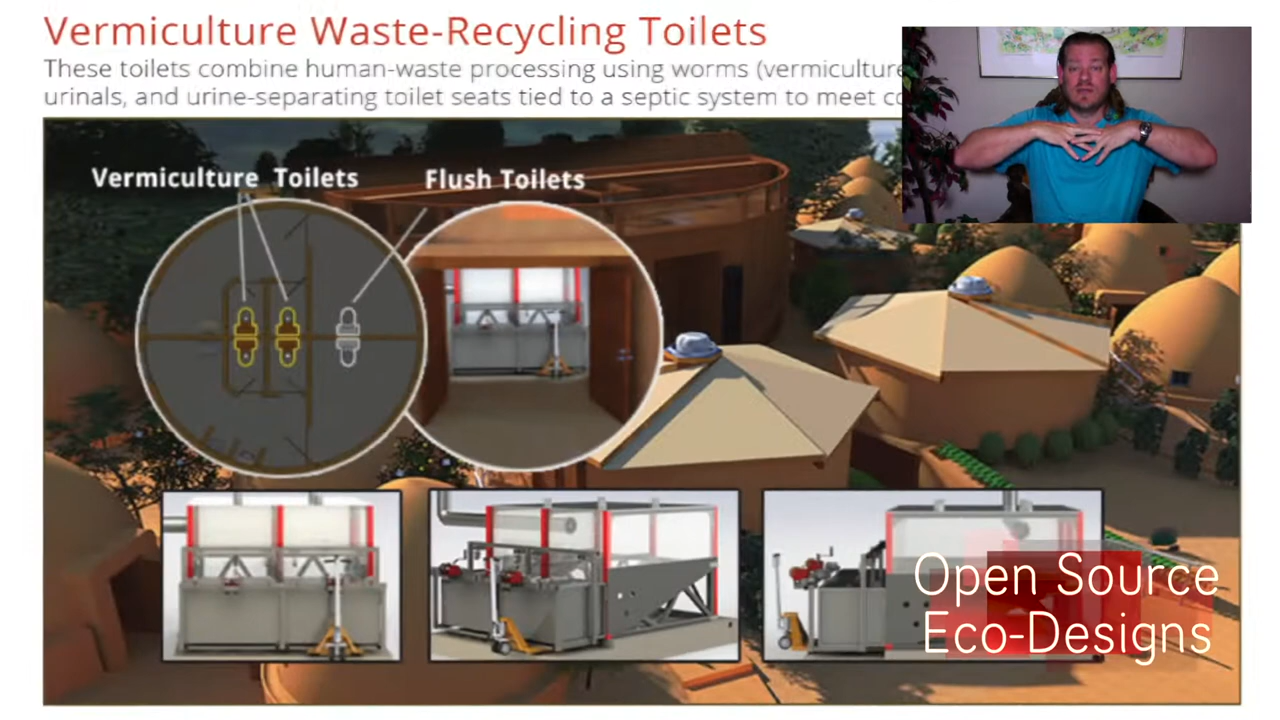 Vermiculture Waste-Recycling Toilets
These toilets combine human-waste processing using worms (vermiculture
urinals, and urine-separating toilet seats tied to a septic system to meet
Vermiculture Toilets
Flush Toilets
Open Source
Eco-Designs